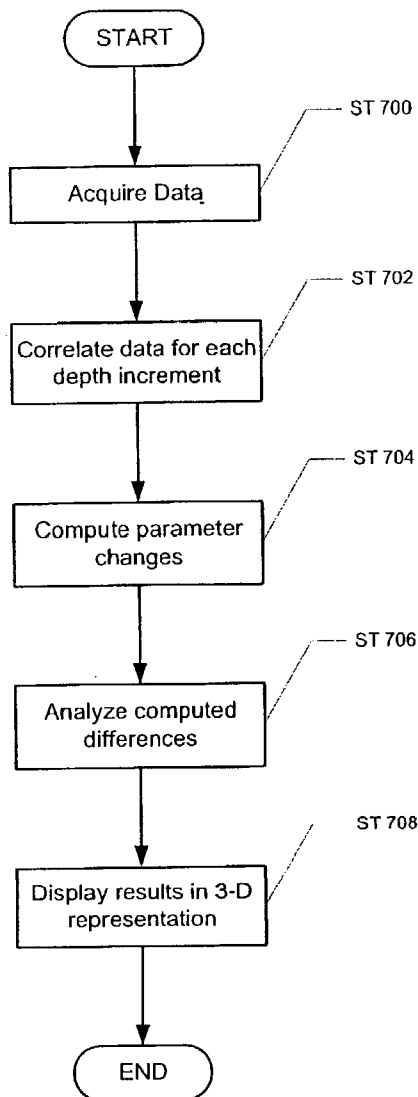 START
ST 700
Acquire Data
ST 702
Correlate data for each
depth increment
ST 704
Compute parameter
changes
ST 706
Analyze computed
differences
ST 708
Display results in 3-D
representation
END